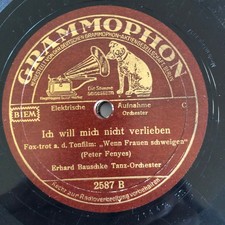 GRAMMOPHON
Elektrische Aufnahme C
Orchester
BIEM
Ich will mich nicht verlieben
Fox-trot a. d. Tonfilm: „Wenn Frauen schweigen"
(Peter Fenyes)
Erhard Bauschke Tanz-Orchester
2587 B